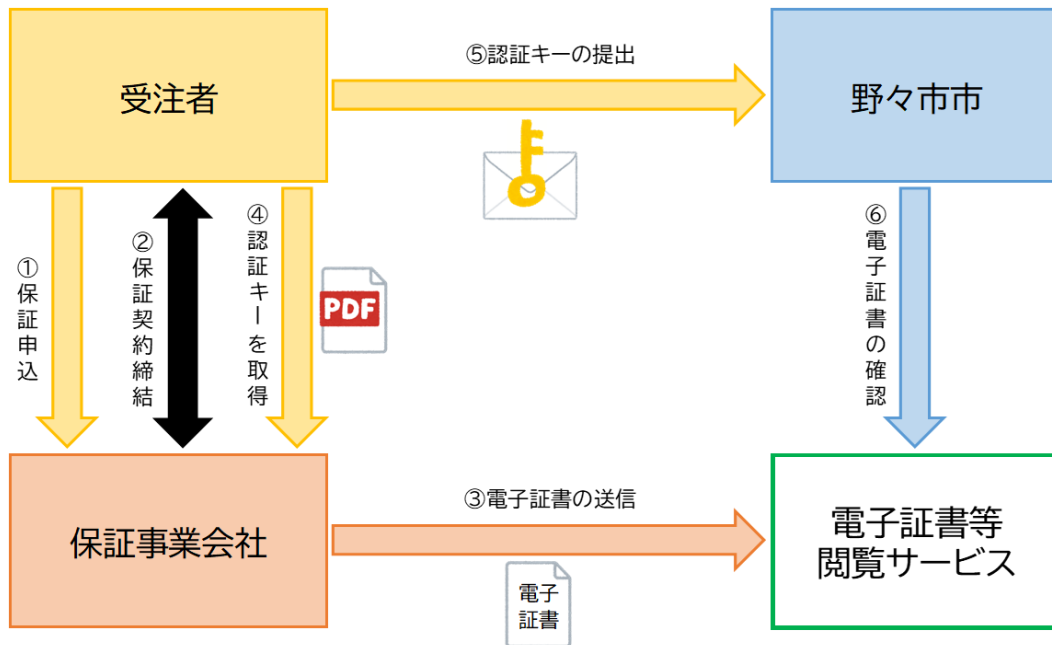 ⑤認証キーの提出
受注者
野々市市
①保証申込
②保証契約締結
④認証キーを取得
PDF
⑥電子証書の確認
③電子証書の送信
保証事業会社
電子証書等
閲覧サービス
電子
証書